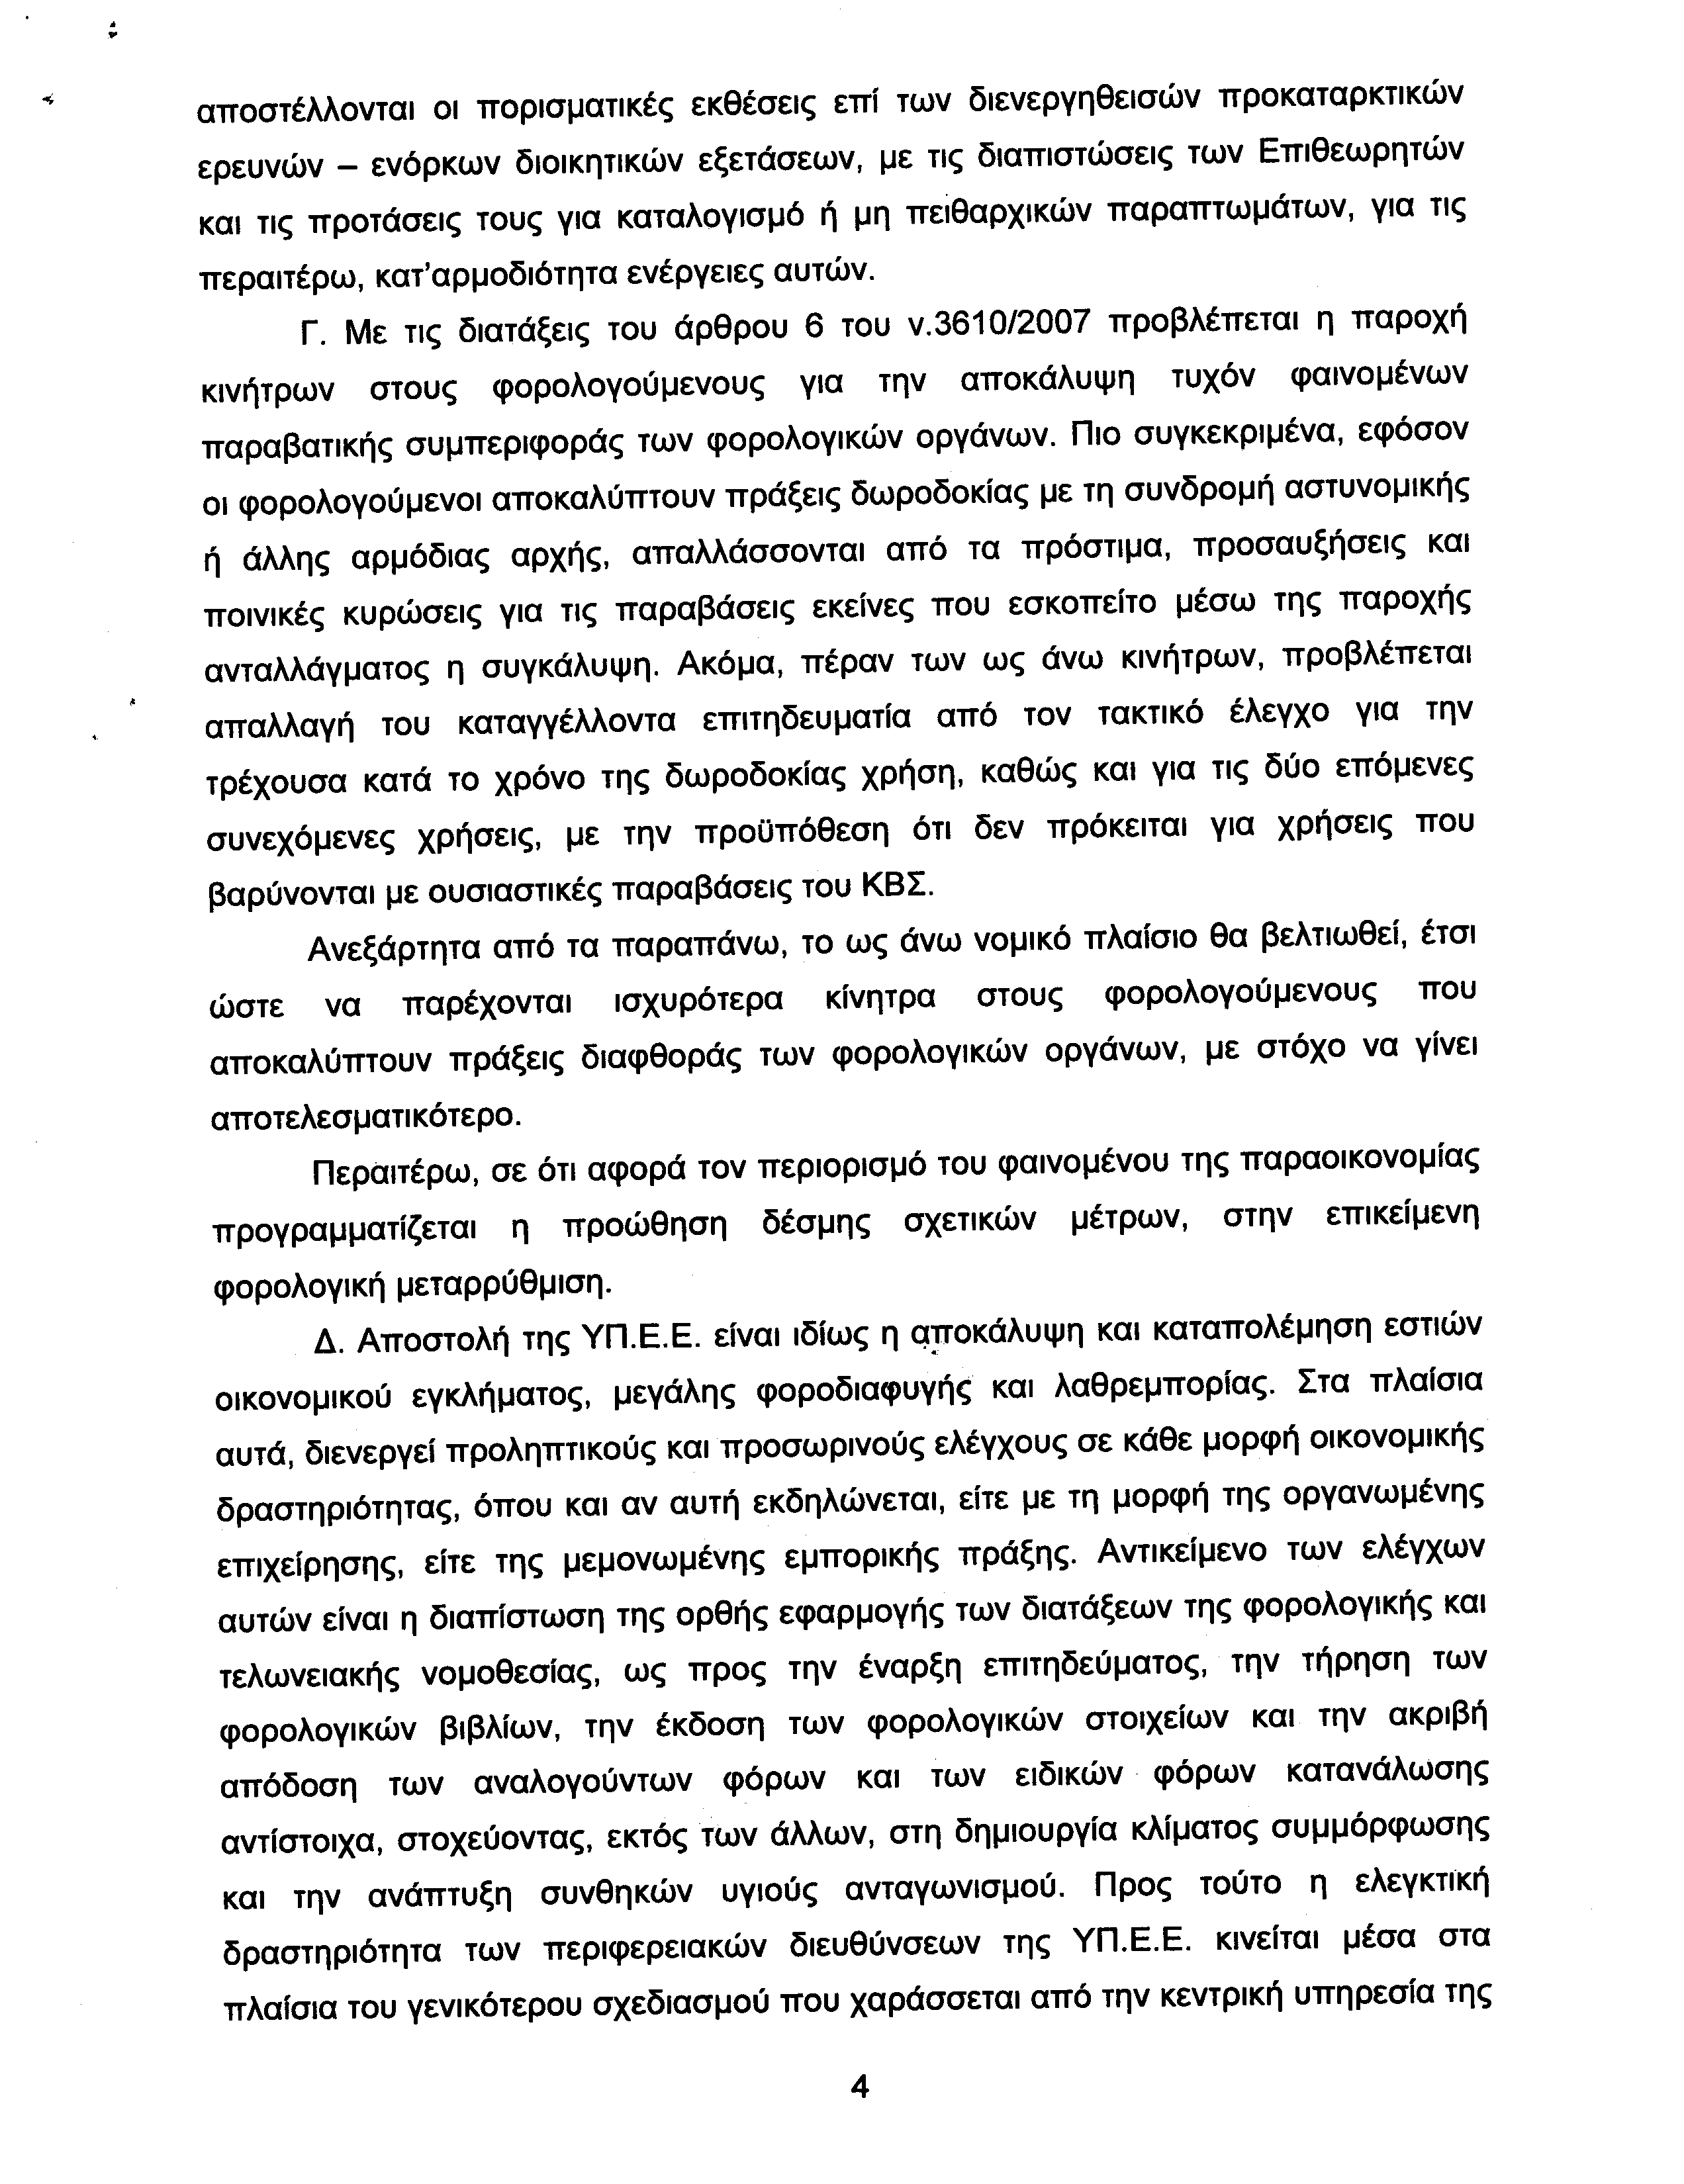 αποστέλλονται οι πορισματικές εκθέσεις επί των διενεργηθεισών προκαταρκτικών
ερευνών – ενόρκων διοικητικών εξετάσεων, με τις διαπιστώσεις των Επιθεωρητών
και τις προτάσεις τους για καταλογισμό ή μη πειθαρχικών παραπτωμάτων, για τις
περαιτέρω, κατ’αρμοδιότητα ενέργειες αυτών.
Γ. Με τις διατάξεις του άρθρου 6 του ν.3610/2007 προβλέπεται η παροχή
κινήτρων στους φορολογούμενους για την αποκάλυψη τυχόν φαινομένων
παραβατικής συμπεριφοράς των φορολογικών οργάνων. Πιο συγκεκριμένα, εφόσον
οι φορολογούμενοι αποκαλύπτουν πράξεις δωροδοκίας με τη συνδρομή αστυνομικής
ή άλλης αρμόδιας αρχής, απαλλάσσονται από τα πρόστιμα, προσαυξήσεις και
ποινικές κυρώσεις για τις παραβάσεις εκείνες που εσκοπείτο μέσω της παροχής
ανταλλάγματος η συγκάλυψη. Ακόμα, πέραν των ως άνω κινήτρων, προβλέπεται
απαλλαγή του καταγγέλλοντα επιτηδευματία από τον τακτικό έλεγχο για την
τρέχουσα κατά το χρόνο της δωροδοκίας χρήση, καθώς και για τις δύο επόμενες
συνεχόμενες χρήσεις, με την προϋπόθεση ότι δεν πρόκειται για χρήσεις που
βαρύνονται με ουσιαστικές παραβάσεις του ΚΒΣ.
Ανεξάρτητα από τα παραπάνω, το ως άνω νομικό πλαίσιο θα βελτιωθεί, έτσι
ώστε να παρέχονται ισχυρότερα κίνητρα στους φορολογούμενους που
αποκαλύπτουν πράξεις διαφθοράς των φορολογικών οργάνων, με στόχο να γίνει
αποτελεσματικότερο.
Περαιτέρω, σε ότι αφορά τον περιορισμό του φαινομένου της παραοικονομίας
προγραμματίζεται η προώθηση δέσμης σχετικών μέτρων, στην επικείμενη
φορολογική μεταρρύθμιση.
Δ. Αποστολή της ΥΠ.Ε.Ε. είναι ιδίως η αποκάλυψη και καταπολέμηση εστιών
οικονομικού εγκλήματος, μεγάλης φοροδιαφυγής και λαθρεμπορίας. Στα πλαίσια
αυτά, διενεργεί προληπτικούς και προσωρινούς ελέγχους σε κάθε μορφή οικονομικής
δραστηριότητας, όπου και αν αυτή εκδηλώνεται, είτε με τη μορφή της οργανωμένης
επιχείρησης, είτε της μεμονωμένης εμπορικής πράξης. Αντικείμενο των ελέγχων
αυτών είναι η διαπίστωση της ορθής εφαρμογής των διατάξεων της φορολογικής και
τελωνειακής νομοθεσίας, ως προς την έναρξη επιτηδεύματος, την τήρηση των
φορολογικών βιβλίων, την έκδοση των φορολογικών στοιχείων και την ακριβή
απόδοση των αναλογούντων φόρων και των ειδικών φόρων κατανάλωσης
αντίστοιχα, στοχεύοντας, εκτός των άλλων, στη δημιουργία κλίματος συμμόρφωσης
και την ανάπτυξη συνθηκών υγιούς ανταγωνισμού. Προς τούτο η ελεγκτική
δραστηριότητα των περιφερειακών διευθύνσεων της ΥΠ.Ε.Ε. κινείται μέσα στα
πλαίσια του γενικότερου σχεδιασμού που χαράσσεται από την κεντρική υπηρεσία της
4